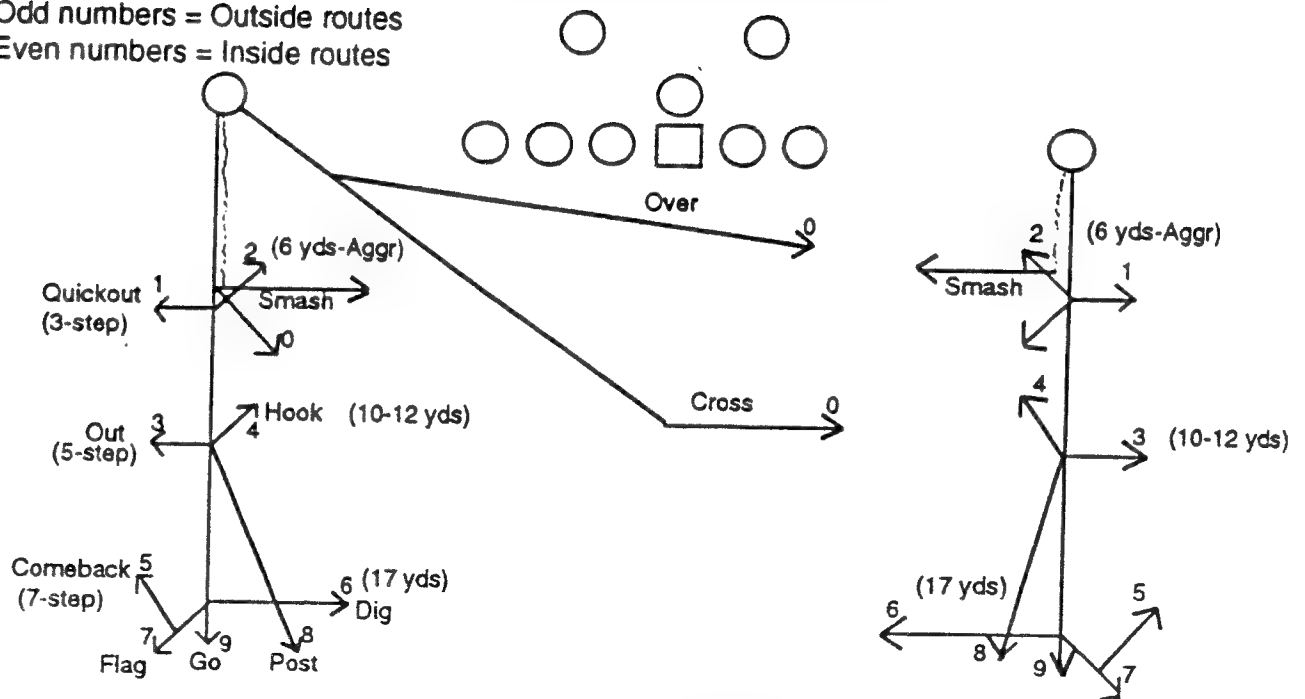 Odd numbers = Outside routes
Even numbers = Inside routes
Over
0
2 (6 yds-Aggr)
2 (6 yds-Aggr)
Quickout 1
(3-step)
Smash
0
Smash
1
Cross
0
4
Out 3
(5-step)
Hook (10-12 yds)
4
3 (10-12 yds)
Comeback 5
(7-step)
6 (17 yds)
Dig
(17 yds)
5
6
7
9
8
Flag
Go
Post
8
9
7